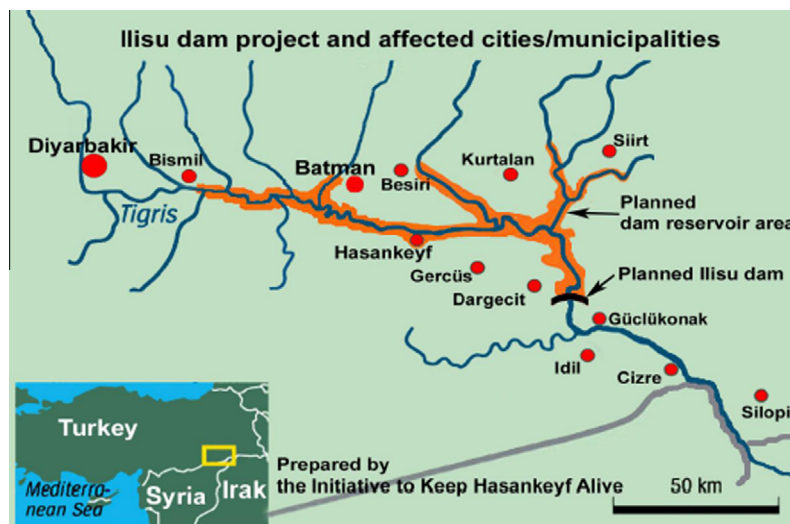 Ilisu dam project and affected cities/municipalities
Diyarbakir
Bismil
Batman
Besiri
Kurtalan
Siirt
Tigris
Planned
dam reservoir area
Hasankeyf
Gercüs
Dargecit
Planned Ilisu dam
Güclükonak
Idil
Cizre
Silopi
Turkey
Mediterra-
nean Sea
Syria
Irak
Prepared by
the Initiative to Keep Hasankeyf Alive
50 km